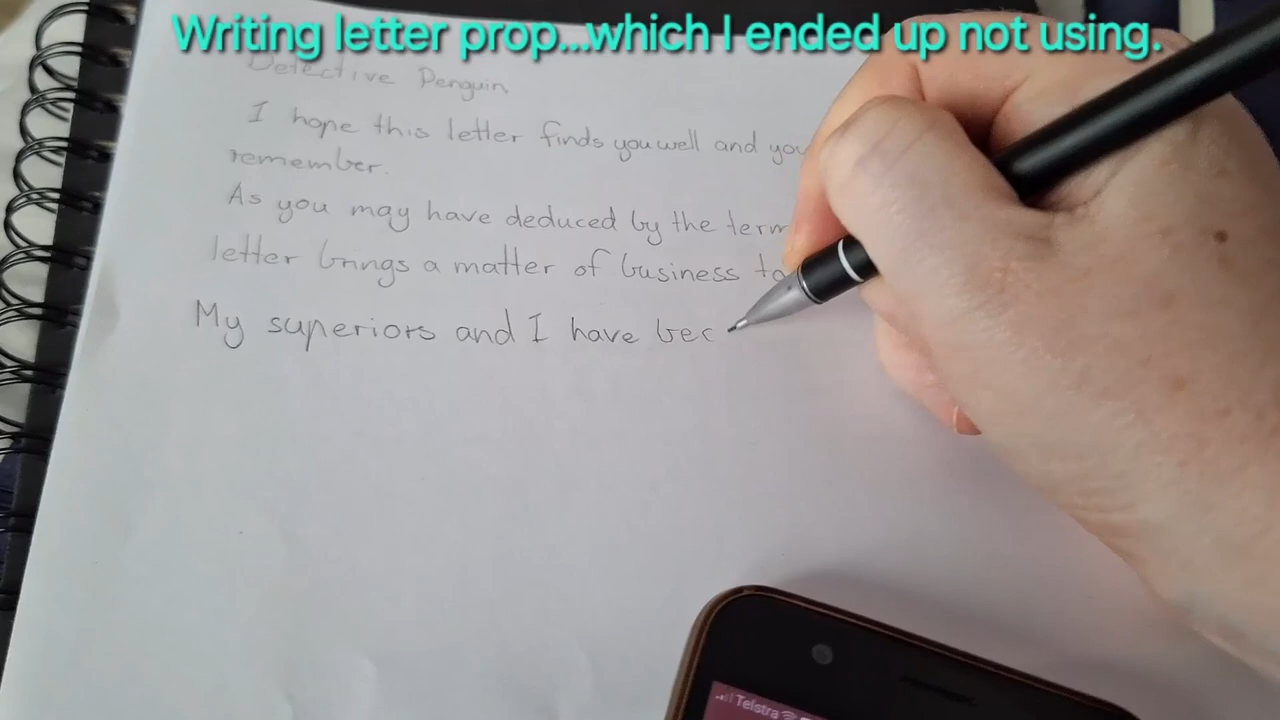 Writing letter prop...which I ended up not using.
Detective Penguin
I hope this letter finds you well and you
remember.
As you may have deduced by the term
letter brings a matter of business to
My superiors and I have bec
Telstra